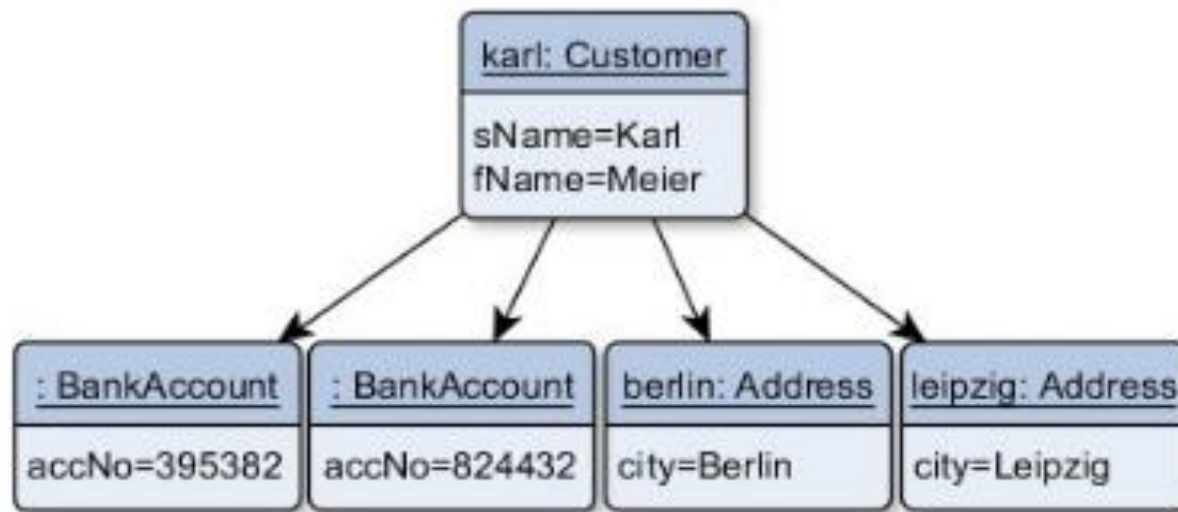 karl: Customer
sName=Karl
fName=Meier
: BankAccount
accNo=395382
: BankAccount
accNo=824432
berlin: Address
city=Berlin
leipzig: Address
city=Leipzig